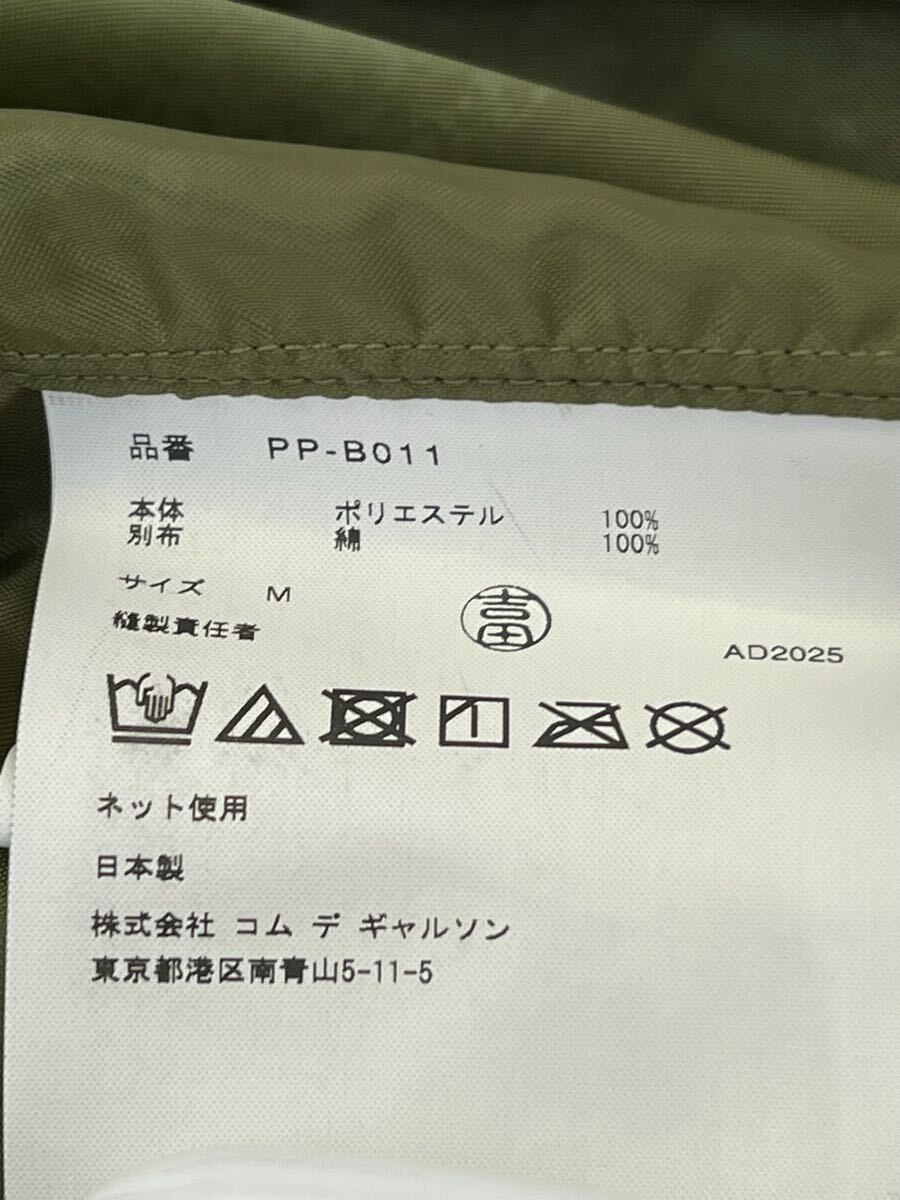 品番 PP-B011
本体 ポリエステル 100%
別布 綿 100%
サイズ M
縫製責任者 吉田
AD2025
ネット使用
日本製
株式会社 コム デ ギャルソン
東京都港区南青山5-11-5